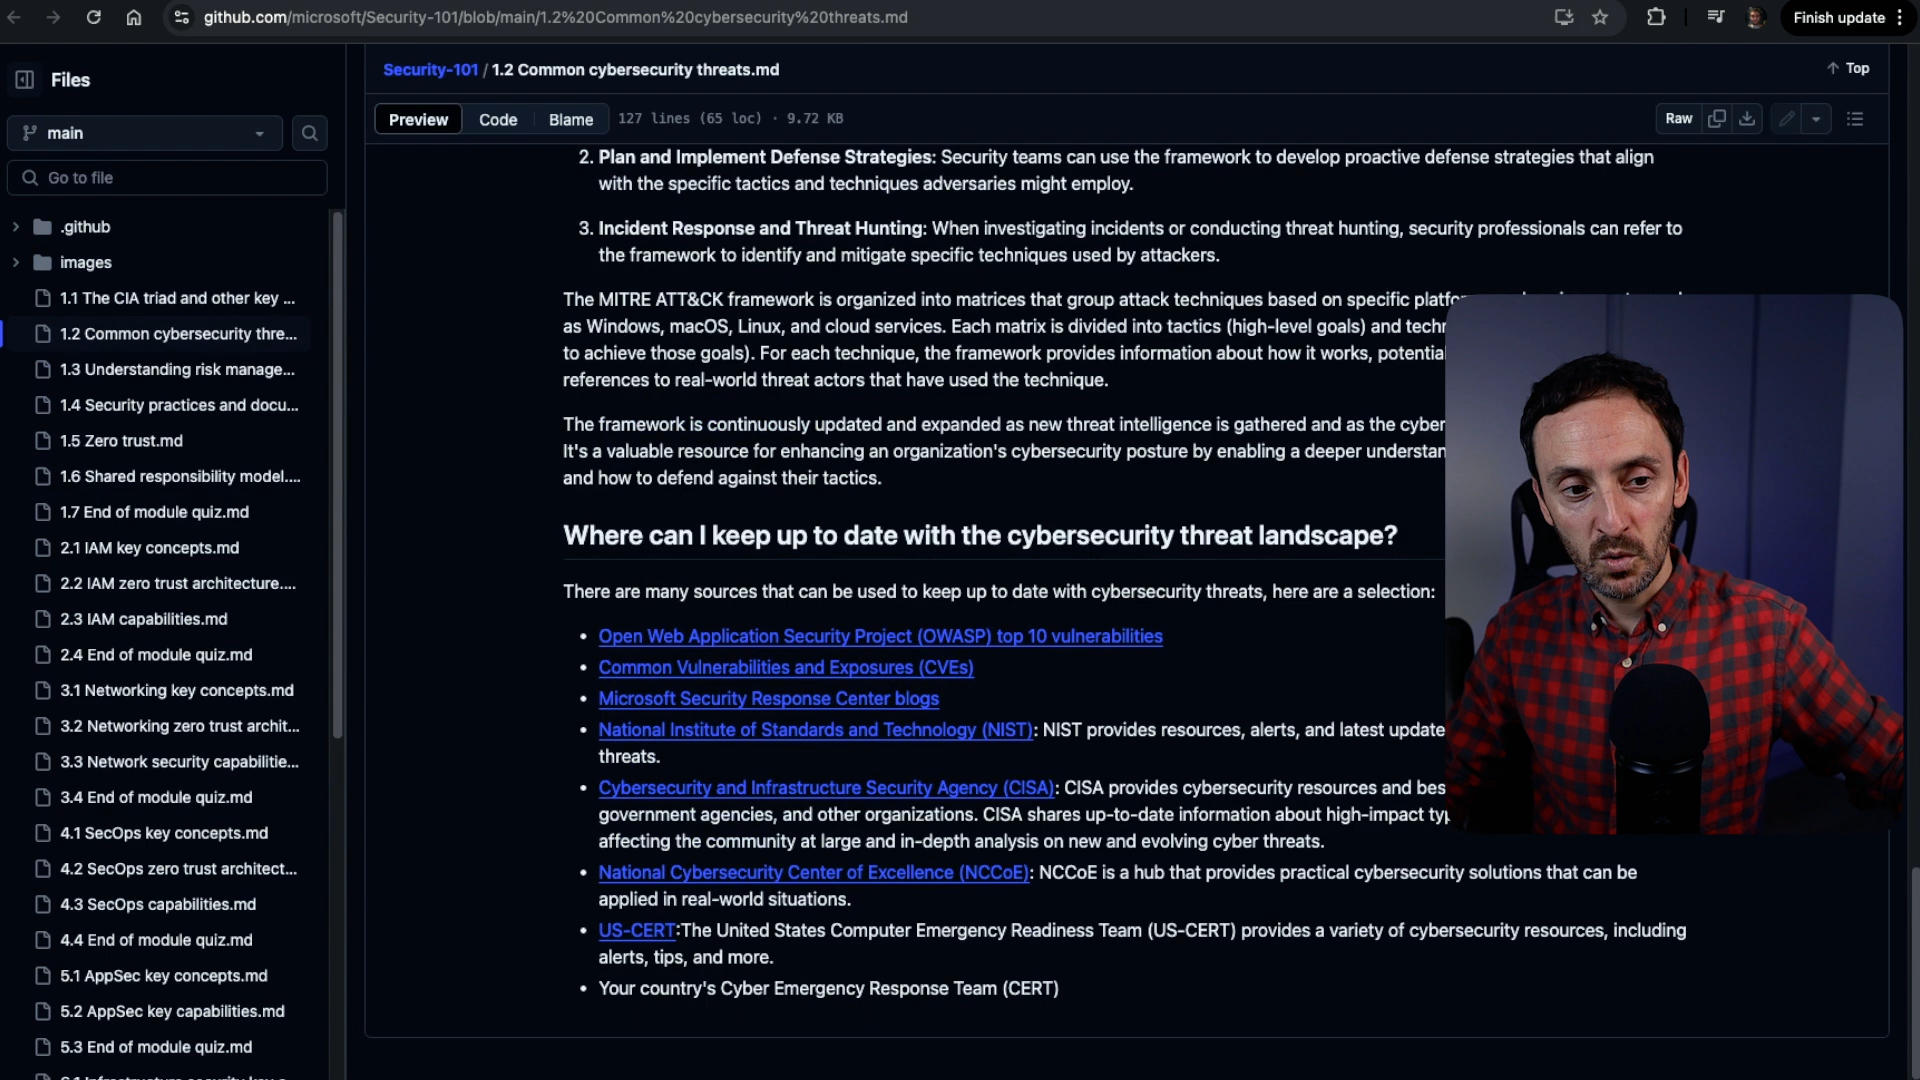 github.com/microsoft/Security-101/blob/main/1.2%20Common%20cybersecurity%20threats.md
Finish update
Files
Security-101 / 1.2 Common cybersecurity threats.md
Top
main
Preview
Code
Blame
127 lines (65 loc) · 9.72 KB
Raw
Go to file
.github
images
1.1 The CIA triad and other key ...
1.2 Common cybersecurity thre...
1.3 Understanding risk manage...
1.4 Security practices and docu...
1.5 Zero trust.md
1.6 Shared responsibility model....
1.7 End of module quiz.md
2.1 IAM key concepts.md
2.2 IAM zero trust architecture....
2.3 IAM capabilities.md
2.4 End of module quiz.md
3.1 Networking key concepts.md
3.2 Networking zero trust archit...
3.3 Network security capabilitie...
3.4 End of module quiz.md
4.1 SecOps key concepts.md
4.2 SecOps zero trust architect...
4.3 SecOps capabilities.md
4.4 End of module quiz.md
5.1 AppSec key concepts.md
5.2 AppSec key capabilities.md
5.3 End of module quiz.md
2. Plan and Implement Defense Strategies: Security teams can use the framework to develop proactive defense strategies that align
with the specific tactics and techniques adversaries might employ.
3. Incident Response and Threat Hunting: When investigating incidents or conducting threat hunting, security professionals can refer to
the framework to identify and mitigate specific techniques used by attackers.
The MITRE ATT&CK framework is organized into matrices that group attack techniques based on specific
as Windows, macOS, Linux, and cloud services. Each matrix is divided into tactics (high-level goals) and
to achieve those goals). For each technique, the framework provides information about how it works,
references to real-world threat actors that have used the technique.
The framework is continuously updated and expanded as new threat intelligence is gathered and as the
It's a valuable resource for enhancing an organization's cybersecurity posture by enabling a deeper
and how to defend against their tactics.
Where can I keep up to date with the cybersecurity threat landscape?
There are many sources that can be used to keep up to date with cybersecurity threats, here are a selection:
• Open Web Application Security Project (OWASP) top 10 vulnerabilities
• Common Vulnerabilities and Exposures (CVEs)
• Microsoft Security Response Center blogs
• National Institute of Standards and Technology (NIST): NIST provides resources, alerts, and latest
threats.
• Cybersecurity and Infrastructure Security Agency (CISA): CISA provides cybersecurity resources and
government agencies, and other organizations. CISA shares up-to-date information about high-impact
affecting the community at large and in-depth analysis on new and evolving cyber threats.
• National Cybersecurity Center of Excellence (NCCoE): NCCoE is a hub that provides practical cybersecurity solutions that can be
applied in real-world situations.
• US-CERT:The United States Computer Emergency Readiness Team (US-CERT) provides a variety of cybersecurity resources, including
alerts, tips, and more.
• Your country's Cyber Emergency Response Team (CERT)